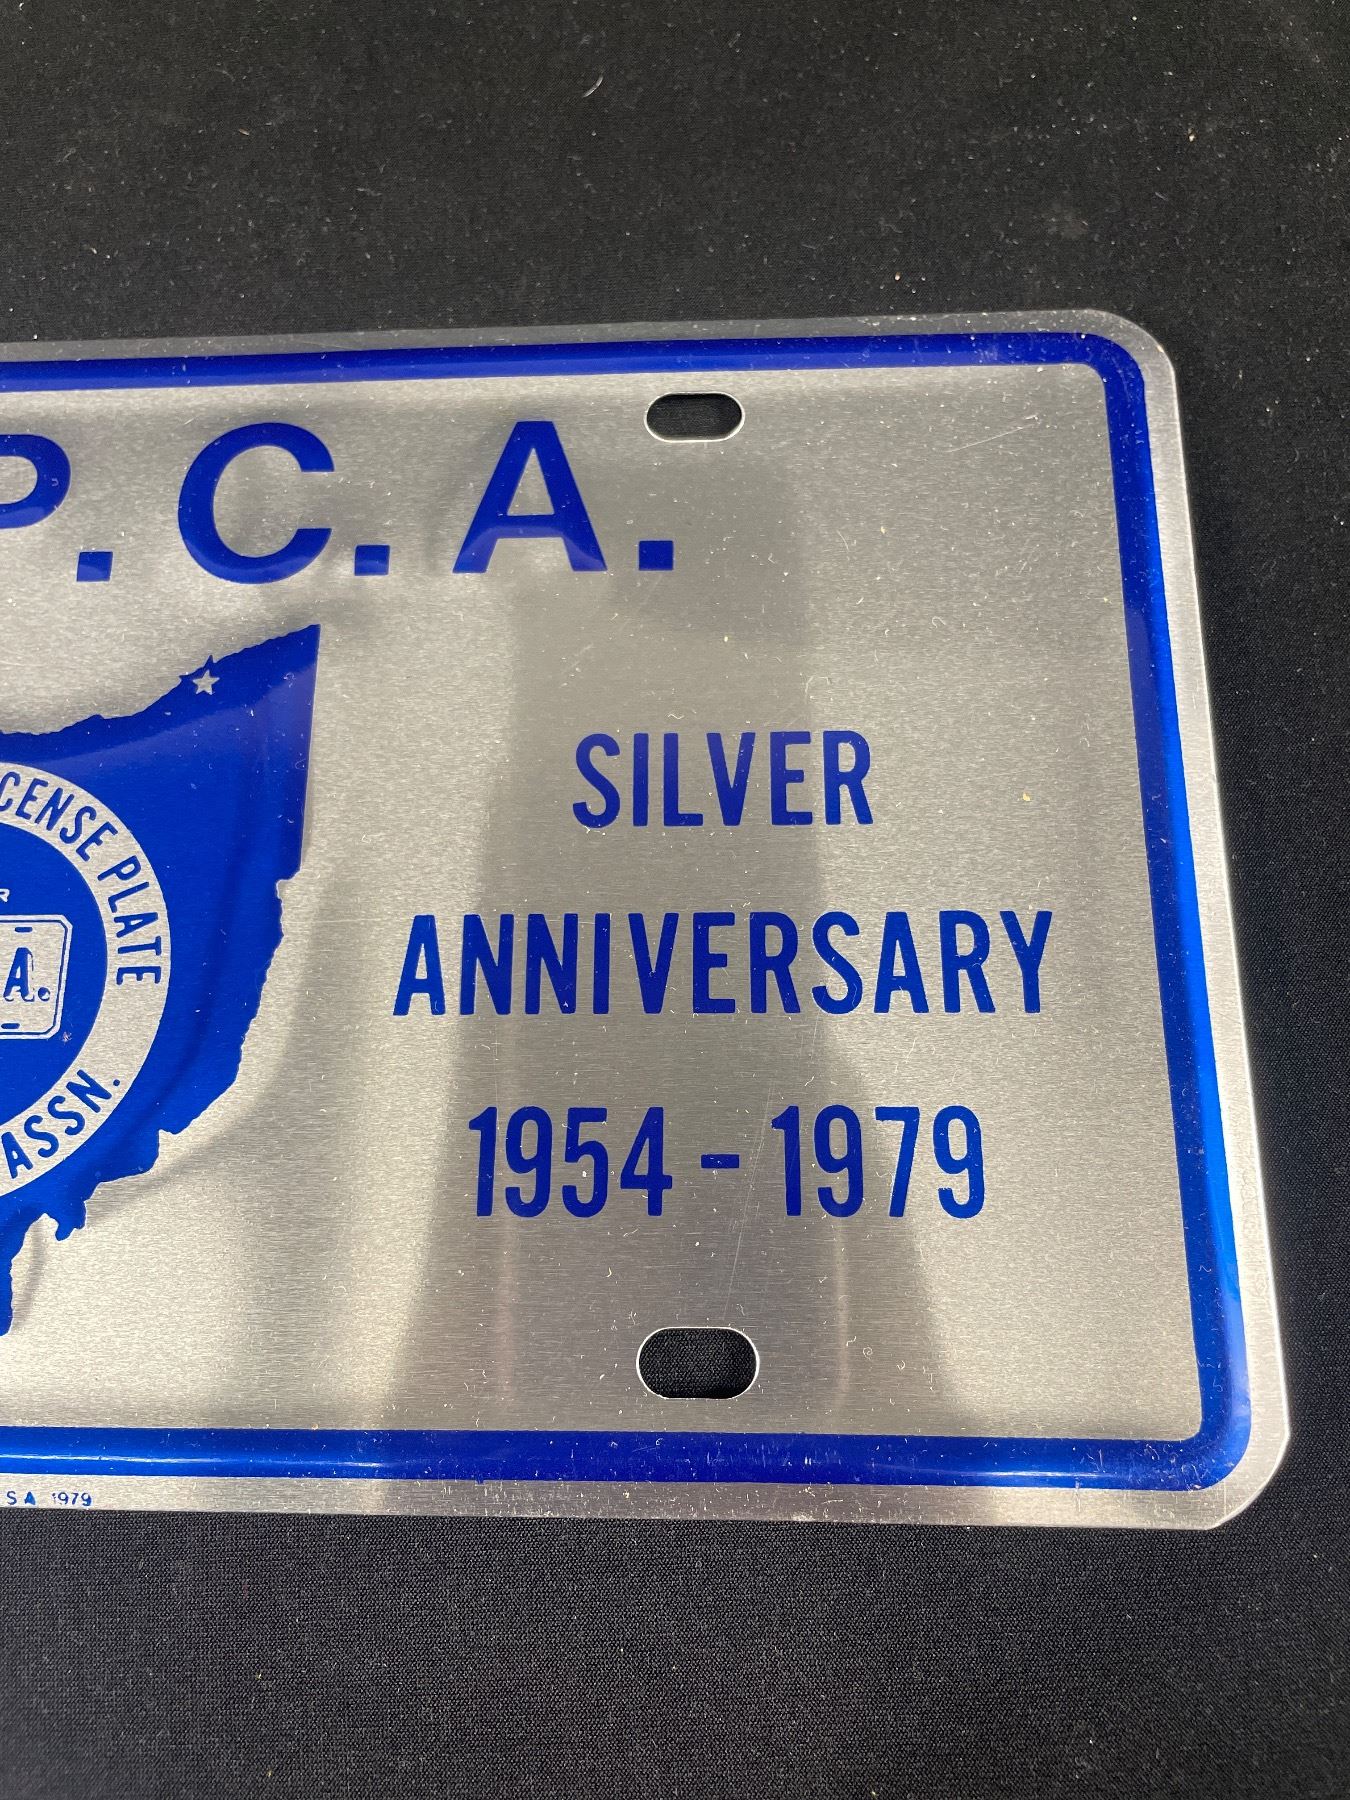 P.C.A.
CENSE PLATE
R
A.
ASSN.
SILVER
ANNIVERSARY
1954-1979
S A 1979